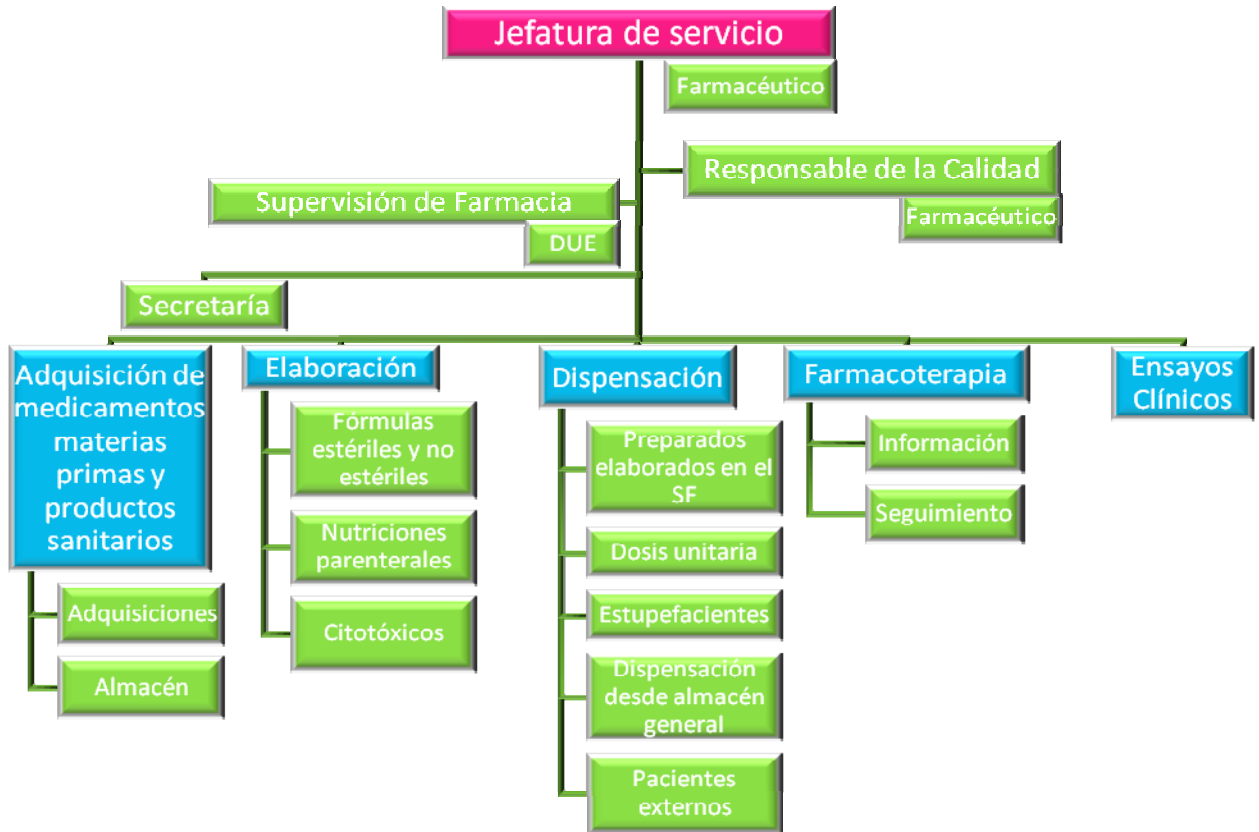 Jefatura de servicio
Farmacéutico
Responsable de la Calidad
Farmacéutico
Supervisión de Farmacia
DUE
Secretaría
Adquisición de
medicamentos
materias
primas y
productos
sanitarios
Adquisiciones
Almacén
Elaboración
Fórmulas
estériles y no
estériles
Nutriciones
parenterales
Citotóxicos
Dispensación
Preparados
elaborados en el
SF
Dosis unitaria
Estupefacientes
Dispensación
desde almacén
general
Pacientes
externos
Farmacoterapia
Información
Seguimiento
Ensayos
Clínicos